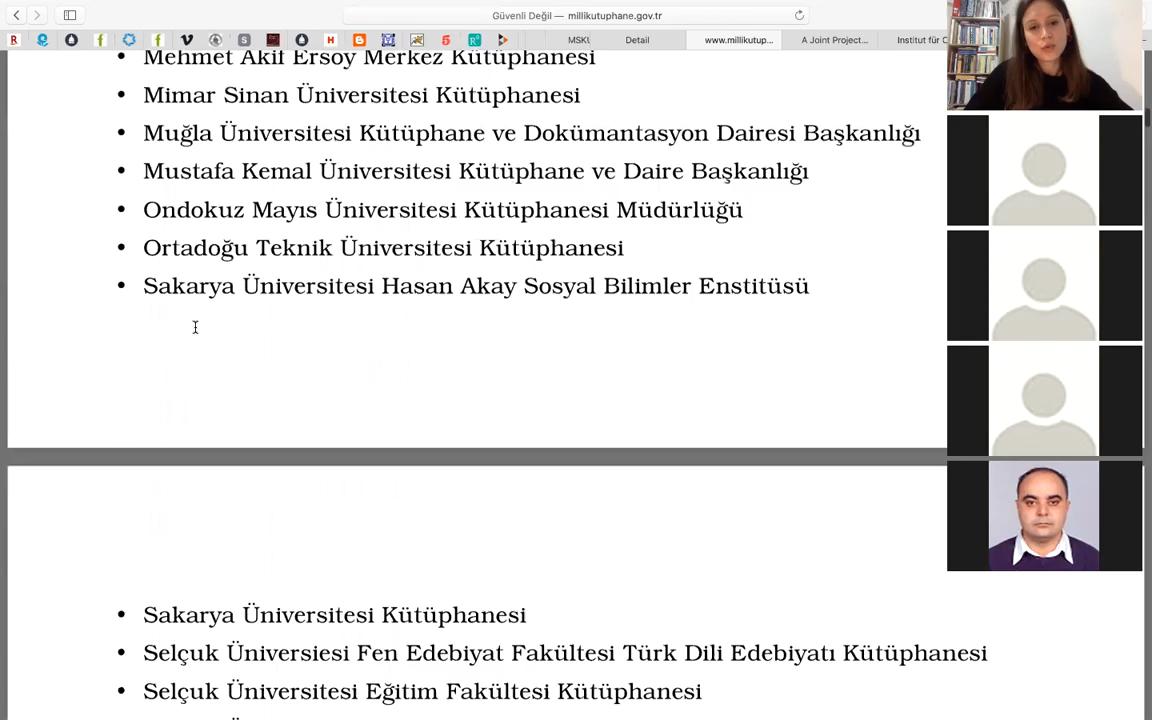 Güvenli Değil — millikutuphane.gov.tr
MSKU
Detail
www.millikutup...
A Joint Project...
Institut für C
• Mehmet Akif Ersoy Merkez Kütüphanesi
• Mimar Sinan Üniversitesi Kütüphanesi
• Muğla Üniversitesi Kütüphane ve Dokümantasyon Dairesi Başkanlığı
• Mustafa Kemal Üniversitesi Kütüphane ve Daire Başkanlığı
• Ondokuz Mayıs Üniversitesi Kütüphanesi Müdürlüğü
• Ortadoğu Teknik Üniversitesi Kütüphanesi
• Sakarya Üniversitesi Hasan Akay Sosyal Bilimler Enstitüsü
• Sakarya Üniversitesi Kütüphanesi
• Selçuk Üniversiesi Fen Edebiyat Fakültesi Türk Dili Edebiyatı Kütüphanesi
• Selçuk Üniversitesi Eğitim Fakültesi Kütüphanesi